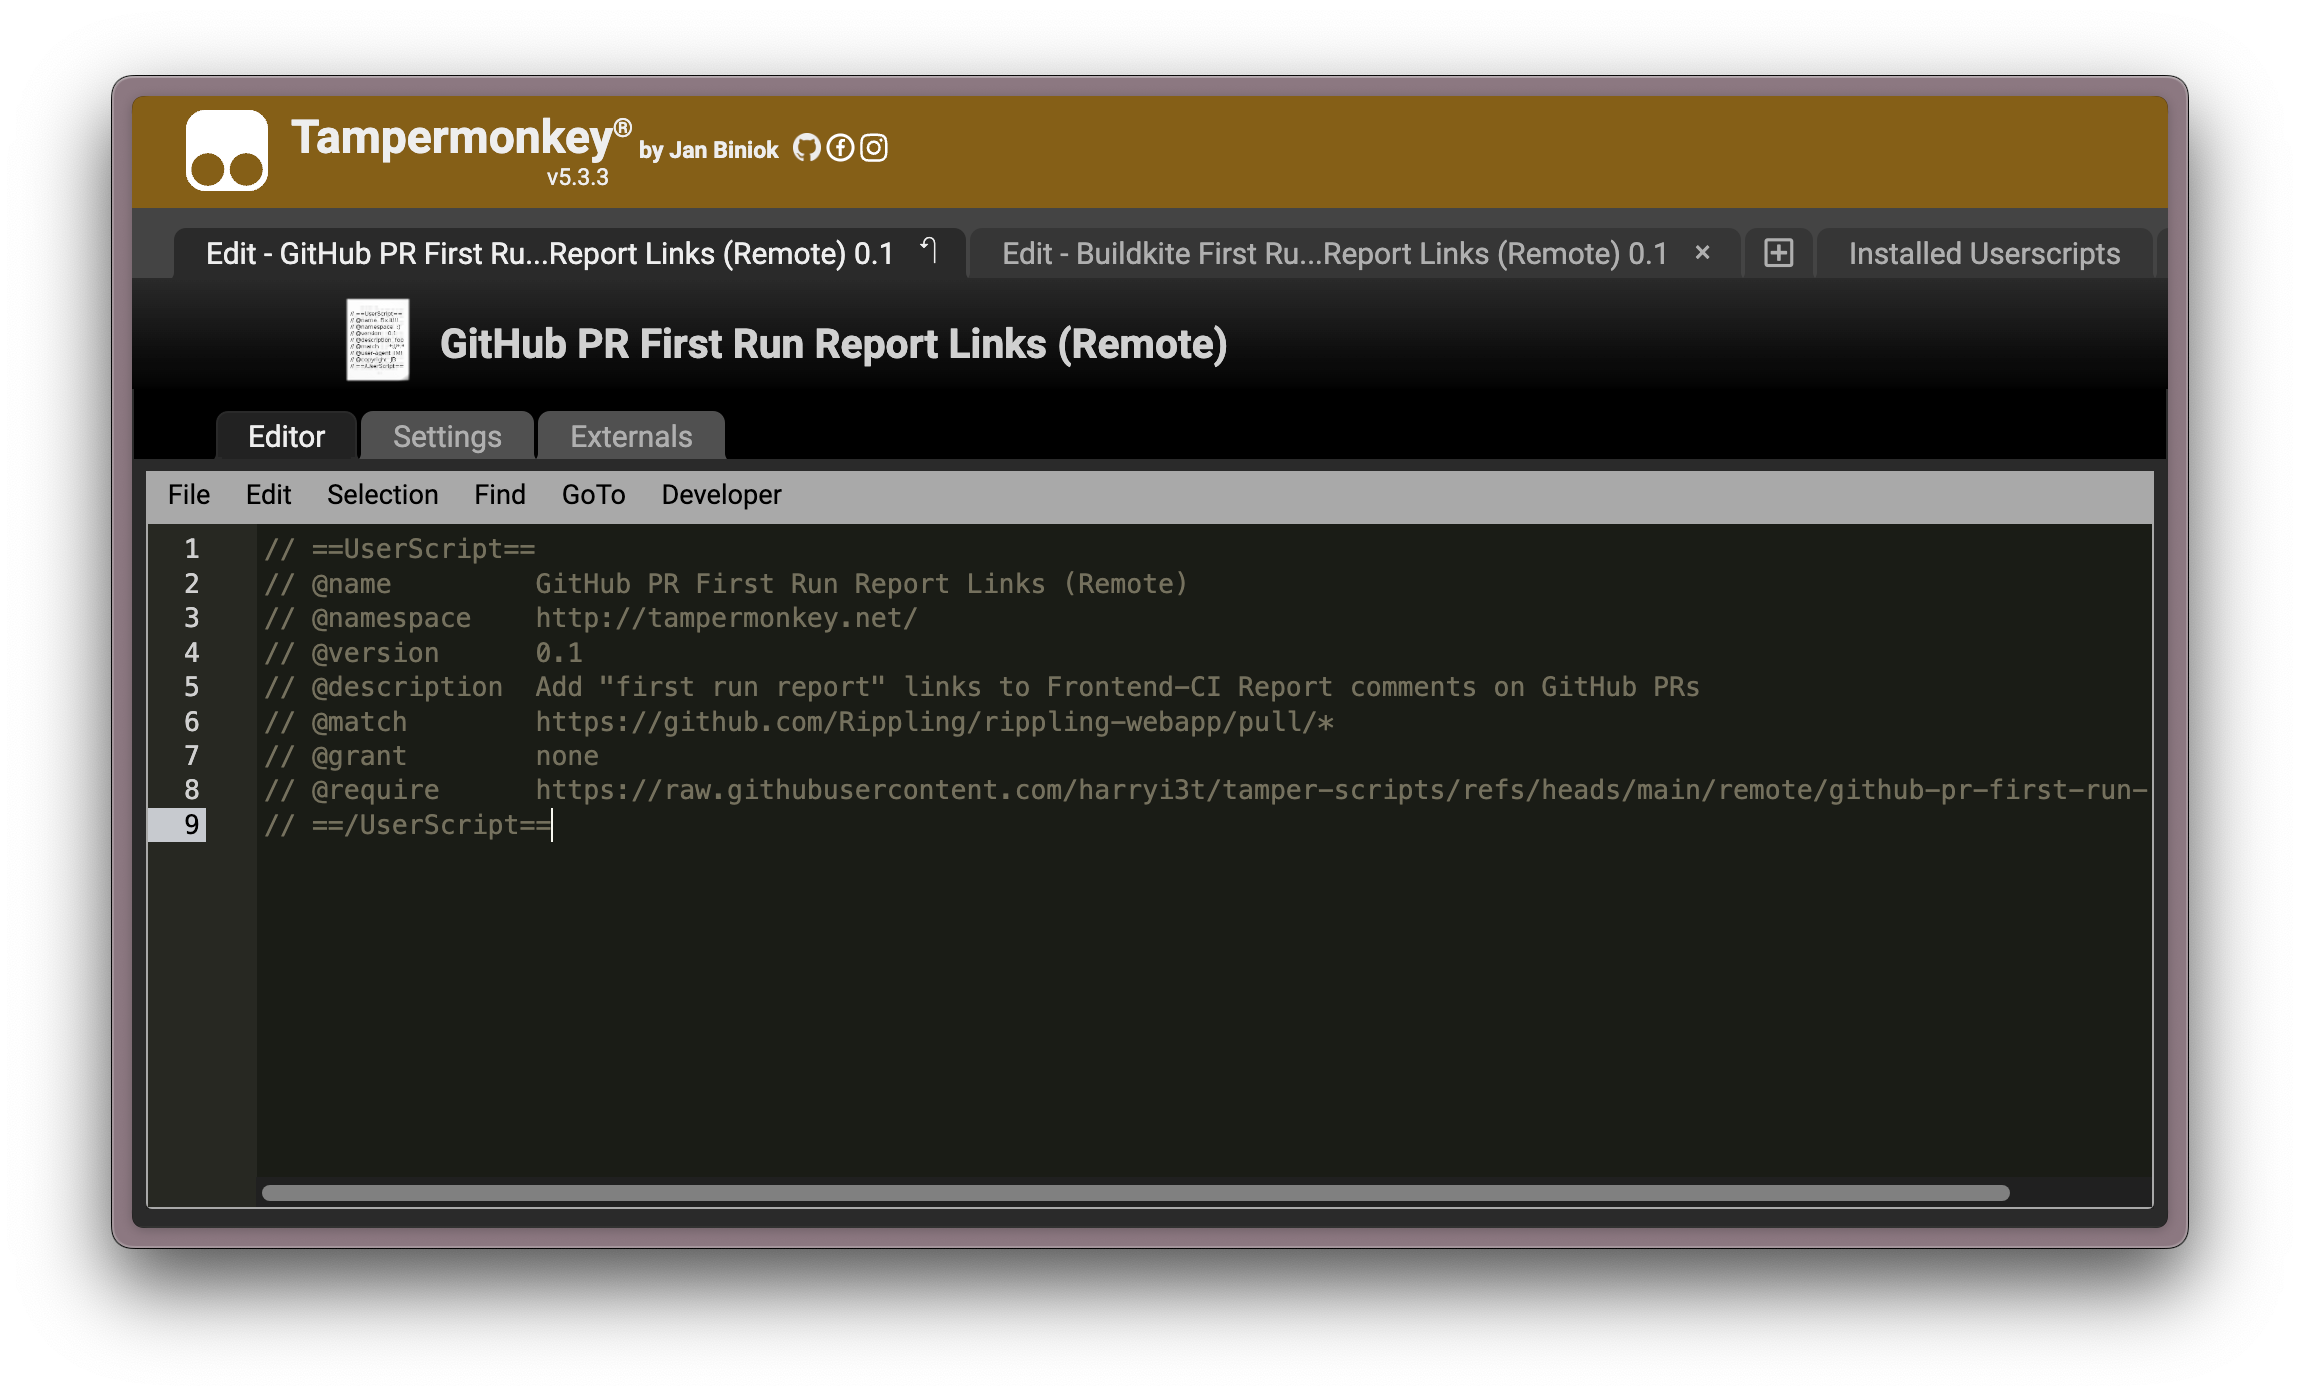 Tampermonkey® by Jan Biniok
v5.3.3
Edit - GitHub PR First Ru...Report Links (Remote) 0.1
Edit - Buildkite First Ru...Report Links (Remote) 0.1 ×
Installed Userscripts
GitHub PR First Run Report Links (Remote)
Editor Settings Externals
File Edit Selection Find GoTo Developer
1 // ==UserScript==
2 // @name         GitHub PR First Run Report Links (Remote)
3 // @namespace    http://tampermonkey.net/
4 // @version      0.1
5 // @description  Add "first run report" links to Frontend-CI Report comments on GitHub PRs
6 // @match        https://github.com/Rippling/rippling-webapp/pull/*
7 // @grant        none
8 // @require      https://raw.githubusercontent.com/harryi3t/tamper-scripts/refs/heads/main/remote/github-pr-first-run-
9 // ==/UserScript==